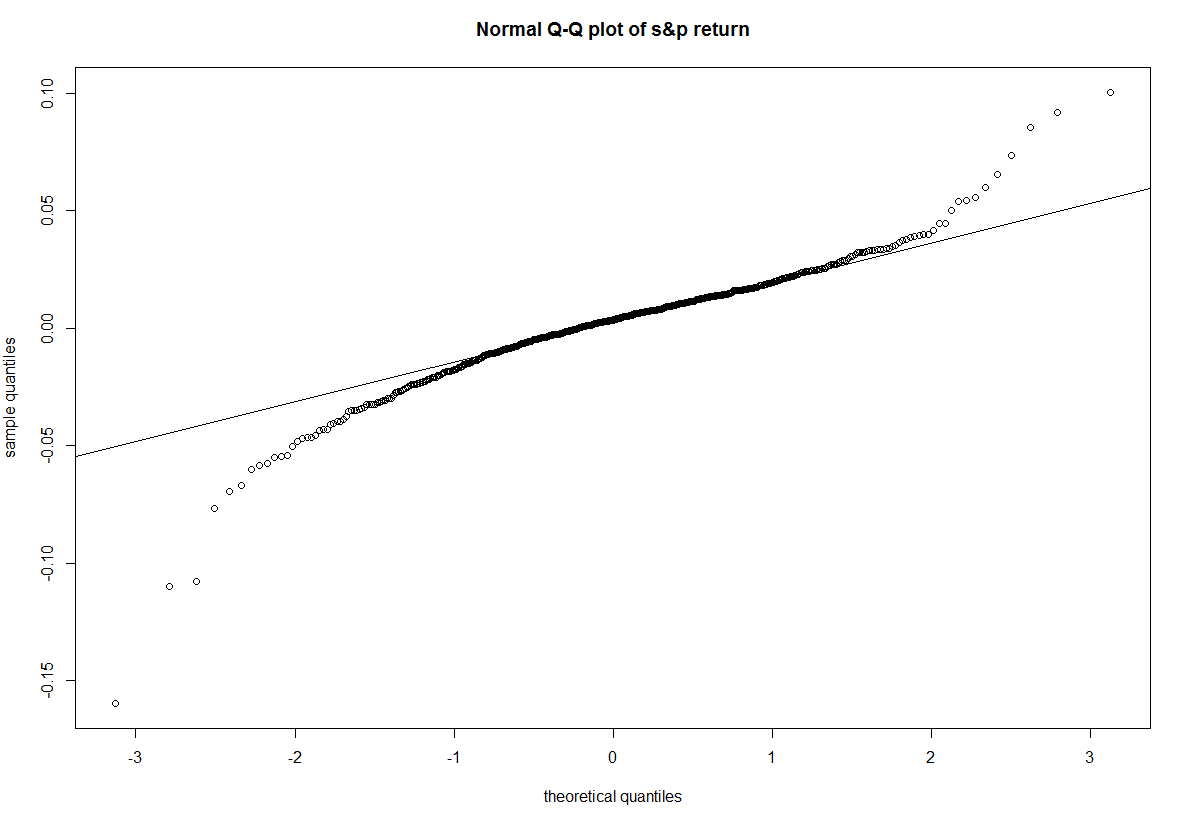 Normal Q-Q plot of s&p return
0.10
0.05
0.00
-0.05
-0.10
-0.15
sample quantiles
-3 -2 -1 0 1 2 3
theoretical quantiles